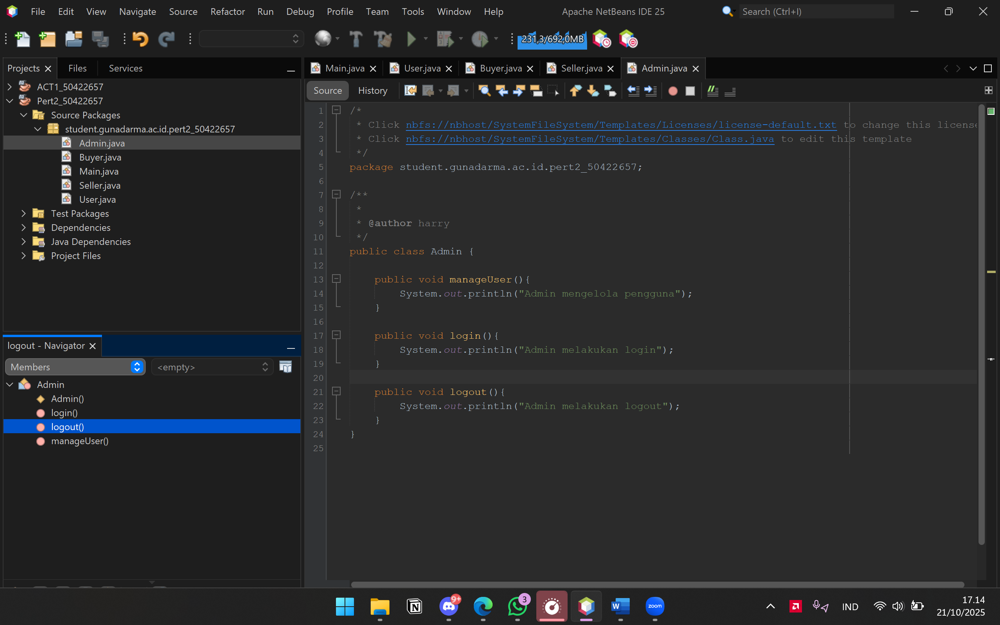 File Edit View Navigate Source Refactor Run Debug Profile Team Tools Window Help
Apache NetBeans IDE 25
Search (Ctrl+I)
231,3/692,0MB
Projects Files Services
ACT1_50422657
Pert2_50422657
Source Packages
student.gunadarma.ac.id.pert2_50422657
Admin.java
Buyer.java
Main.java
Seller.java
User.java
Test Packages
Dependencies
Java Dependencies
Project Files
logout - Navigator
Members <empty>
Admin
Admin()
login()
logout()
manageUser()
Main.java User.java Buyer.java Seller.java Admin.java
Source History
1 /*
2 * Click nbfs://nbhost/SystemFileSystem/Templates/Licenses/license-default.txt to change this license
3 * Click nbfs://nbhost/SystemFileSystem/Templates/Classes/Class.java to edit this template
4 */
5 package student.gunadarma.ac.id.pert2_50422657;
6
7 /**
8 *
9 * @author harry
10 */
11 public class Admin {
12
13 public void manageUser(){
14 System.out.println("Admin mengelola pengguna");
15 }
16
17 public void login(){
18 System.out.println("Admin melakukan login");
19 }
20
21 public void logout(){
22 System.out.println("Admin melakukan logout");
23 }
24 }
25
9+
3
W
zoom
IND
17.14
21/10/2025